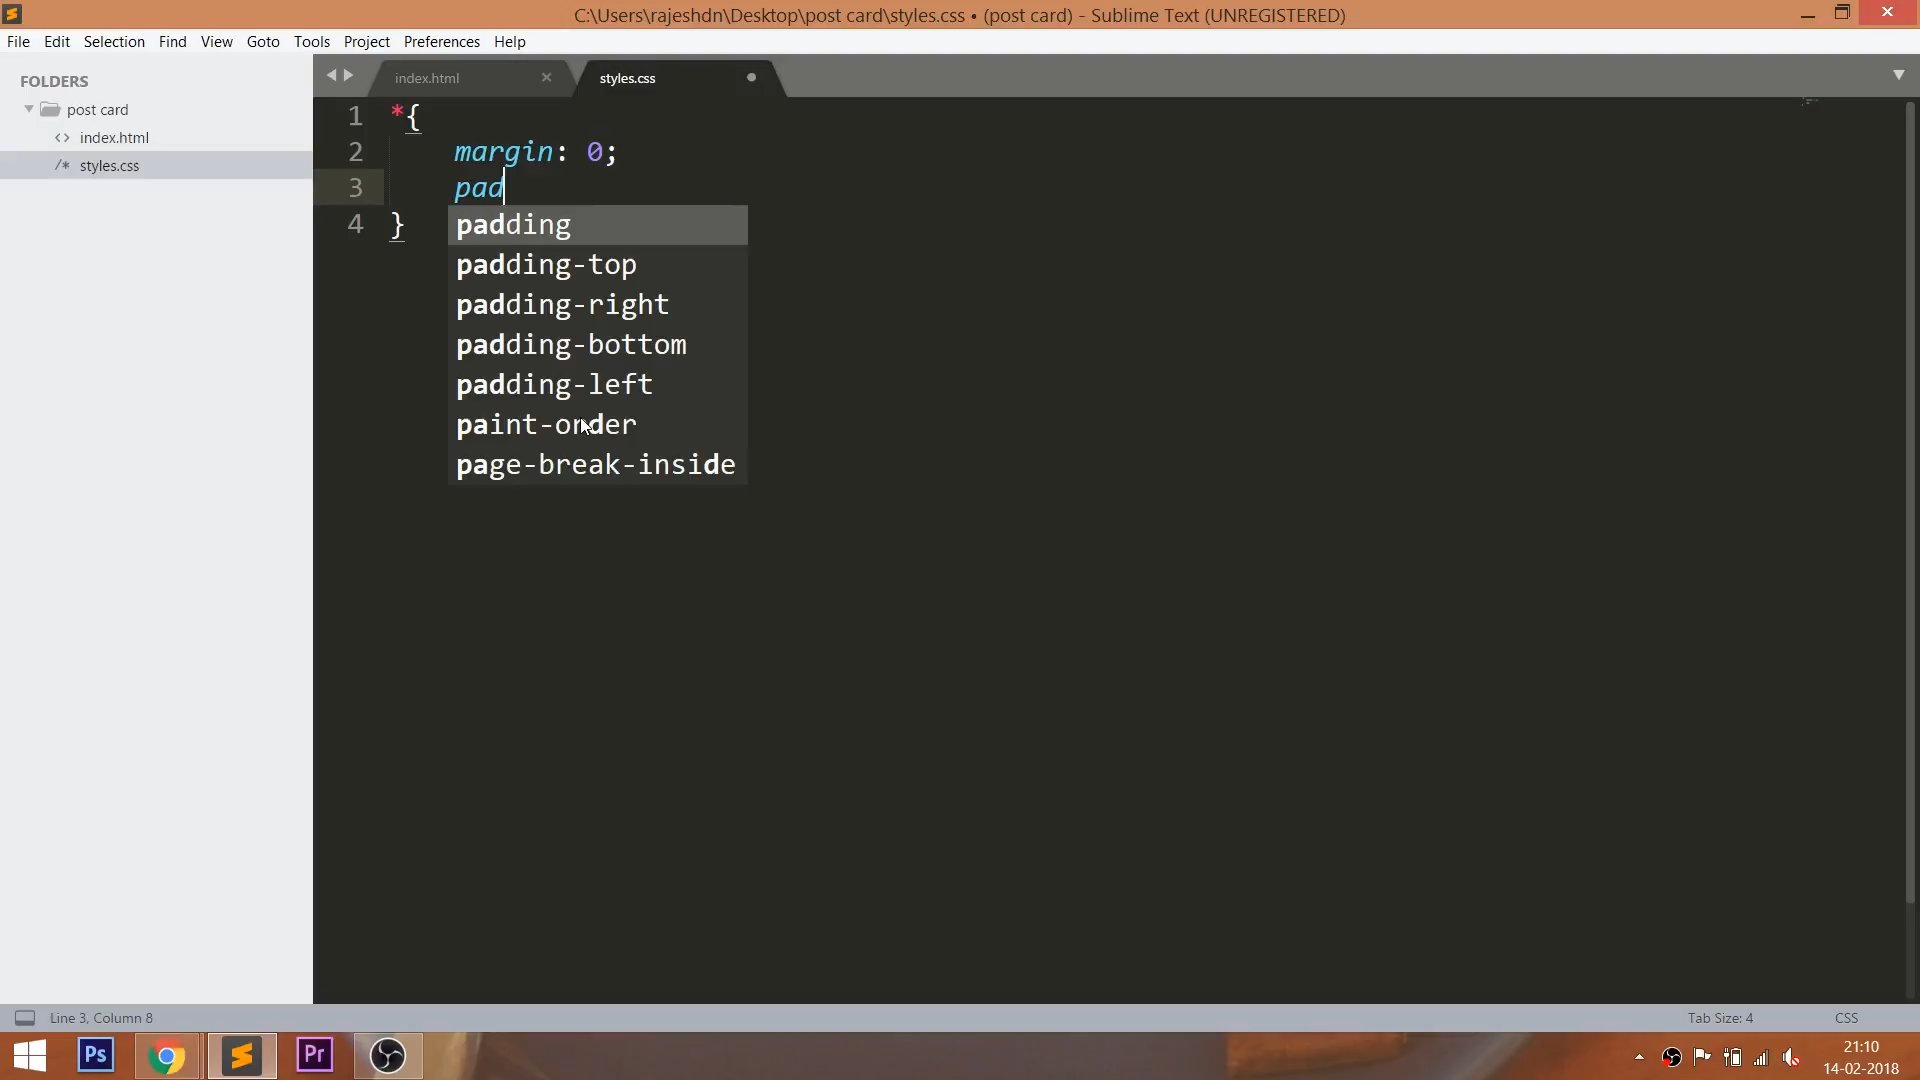 C:\Users\rajeshdn\Desktop\post card\styles.css • (post card) - Sublime Text (UNREGISTERED)
File Edit Selection Find View Goto Tools Project Preferences Help
FOLDERS
post card
<> index.html
/* styles.css
index.html × styles.css
1 *{
2 margin: 0;
3 pad
4 }
padding
padding-top
padding-right
padding-bottom
padding-left
paint-order
page-break-inside
Line 3, Column 8 Tab Size: 4 CSS
Ps
Pr
21:10
14-02-2018